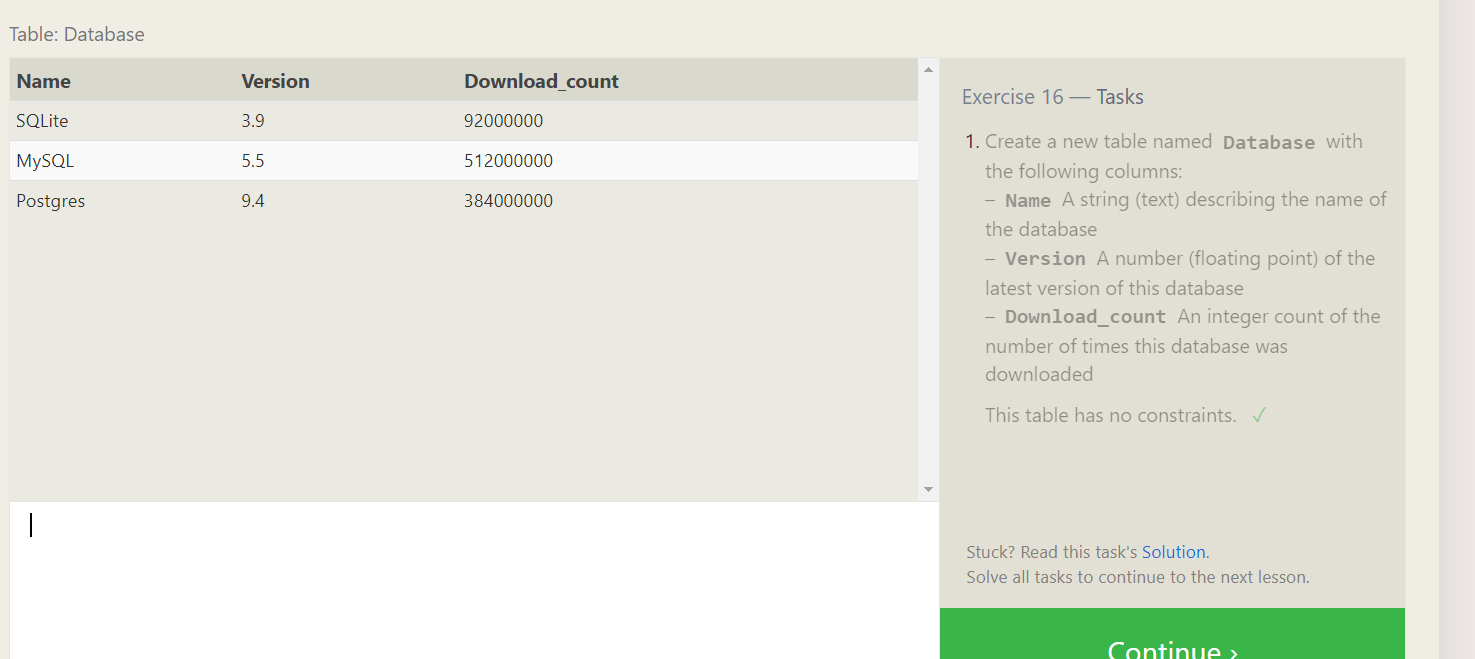 Table: Database
Name Version Download_count
SQLite 3.9 92000000
MySQL 5.5 512000000
Postgres 9.4 384000000
Exercise 16 — Tasks
1. Create a new table named Database with
the following columns:
– Name A string (text) describing the name of
the database
– Version A number (floating point) of the
latest version of this database
– Download_count An integer count of the
number of times this database was
downloaded
This table has no constraints. ✓
Stuck? Read this task's Solution.
Solve all tasks to continue to the next lesson.
Continue ›